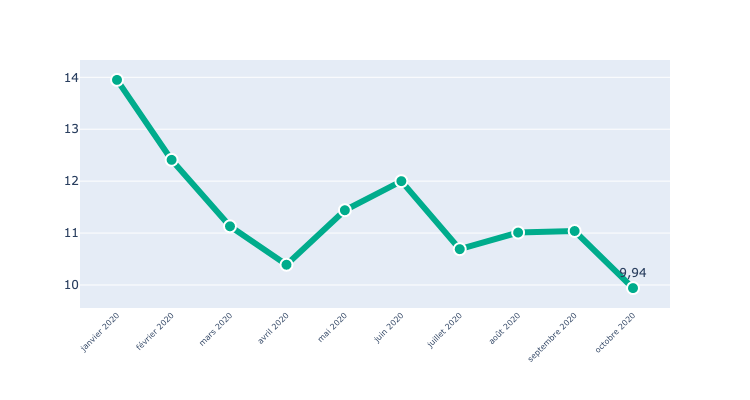 14
13
12
11
10
9,94
janvier 2020
février 2020
mars 2020
avril 2020
mai 2020
juin 2020
juillet 2020
août 2020
septembre 2020
octobre 2020